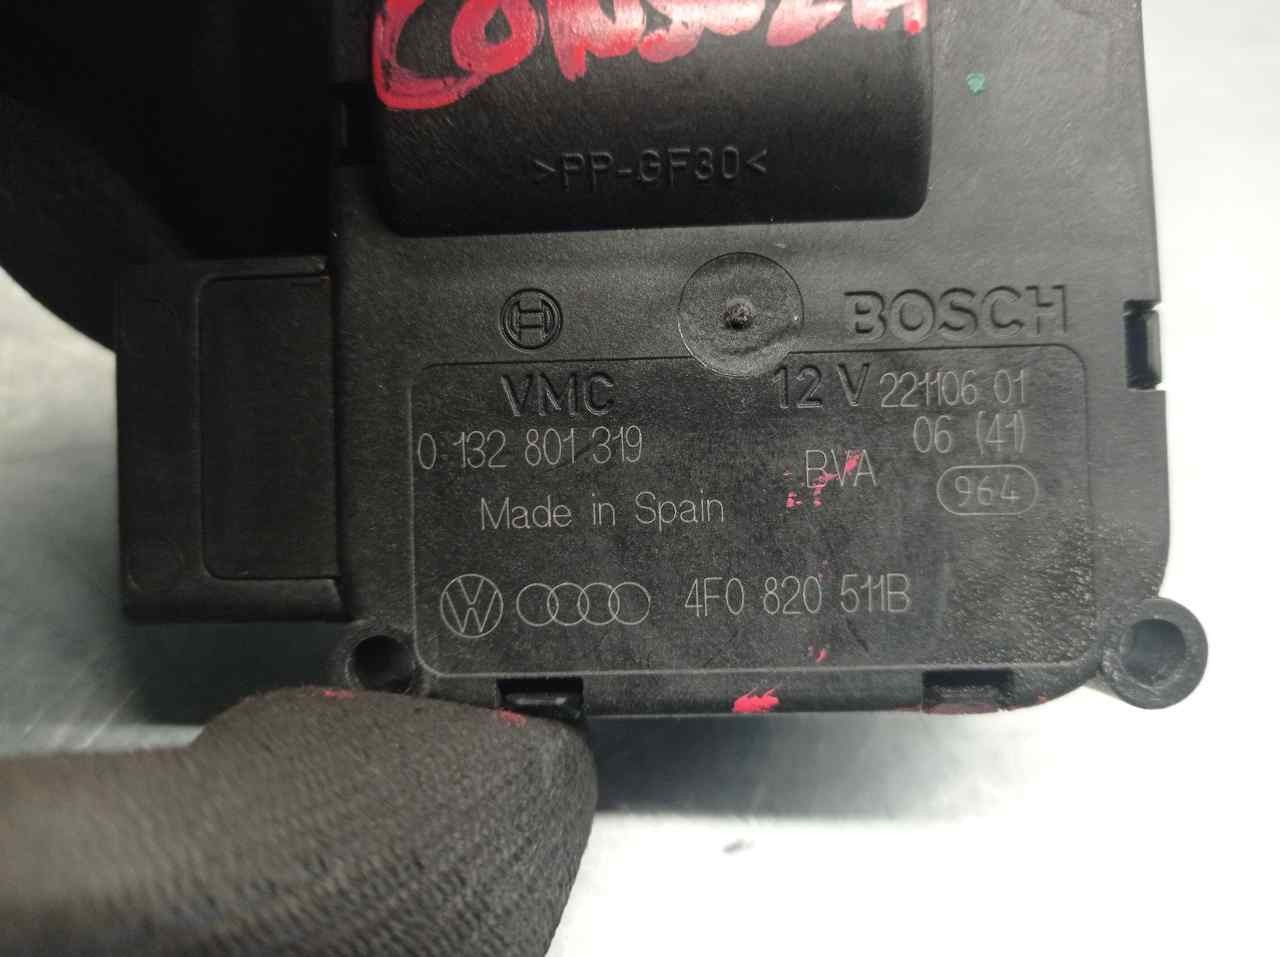 CONSOLA
>PP-GF30<
BOSCH
VMC 12 V 221106 01
0 132 801 319 06 (41)
BVA
964
Made in Spain
4F0 820 511B